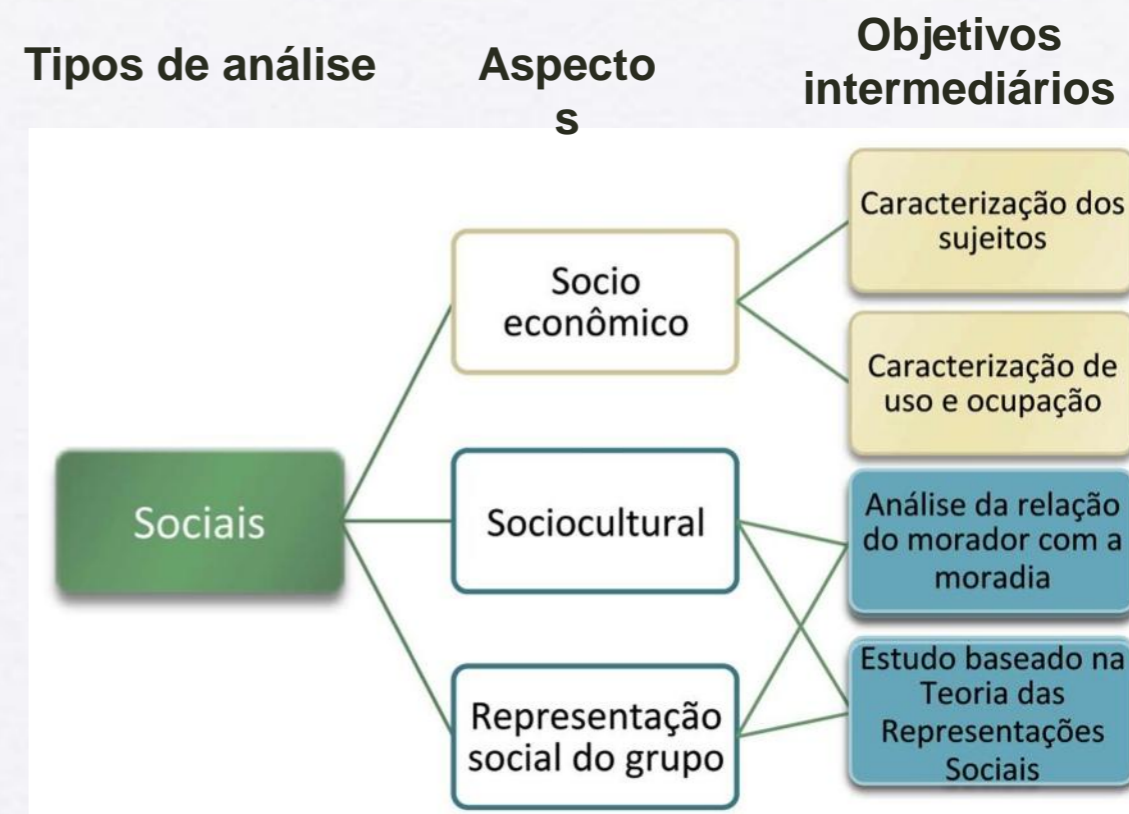 Tipos de análise
Aspecto
s
Objetivos
intermediários
Sociais
Socio
econômico
Sociocultural
Representação
social do grupo
Caracterização dos
sujeitos
Caracterização de
uso e ocupação
Análise da relação
do morador com a
moradia
Estudo baseado na
Teoria das
Representações
Sociais